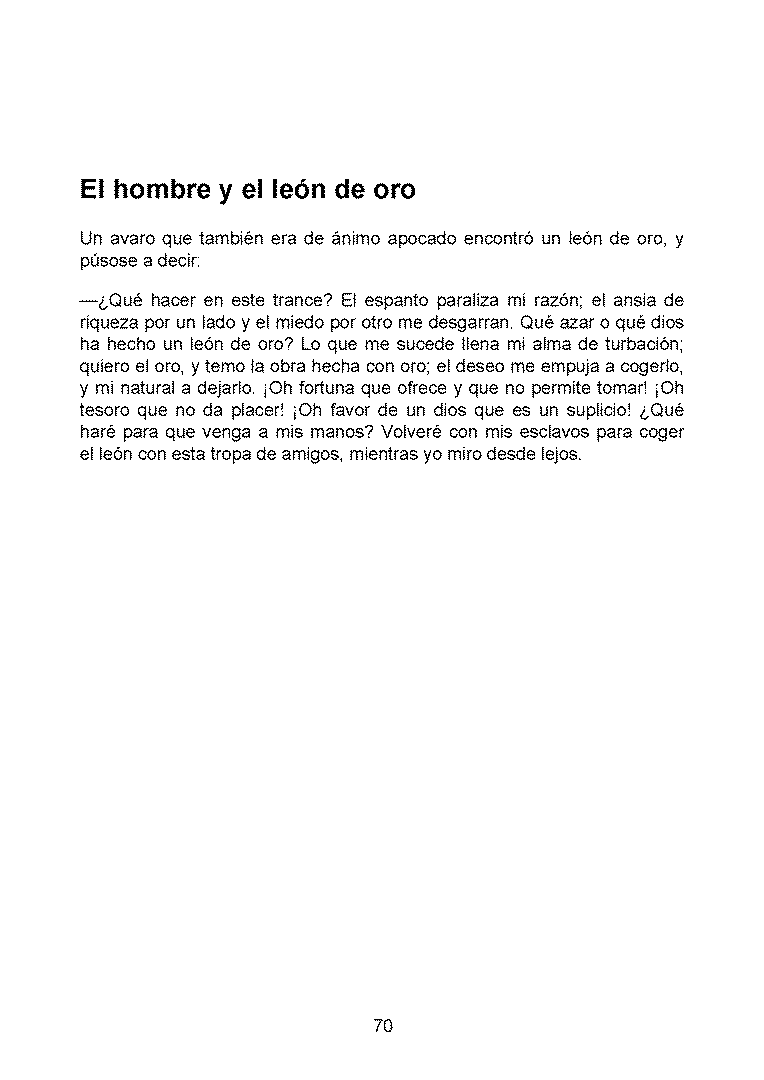 El hombre y el león de oro
Un avaro que también era de ánimo apocado encontró un león de oro, y
púsose a decir:
—¿Qué hacer en este trance? El espanto paraliza mi razón; el ansia de
riqueza por un lado y el miedo por otro me desgarran. Qué azar o qué dios
ha hecho un león de oro? Lo que me sucede llena mi alma de turbación;
quiero el oro, y temo la obra hecha con oro; el deseo me empuja a cogerlo,
y mi natural a dejarlo. ¡Oh fortuna que ofrece y que no permite tomar! ¡Oh
tesoro que no da placer! ¡Oh favor de un dios que es un suplicio! ¿Qué
haré para que venga a mis manos? Volveré con mis esclavos para coger
el león con esta tropa de amigos, mientras yo miro desde lejos.
70